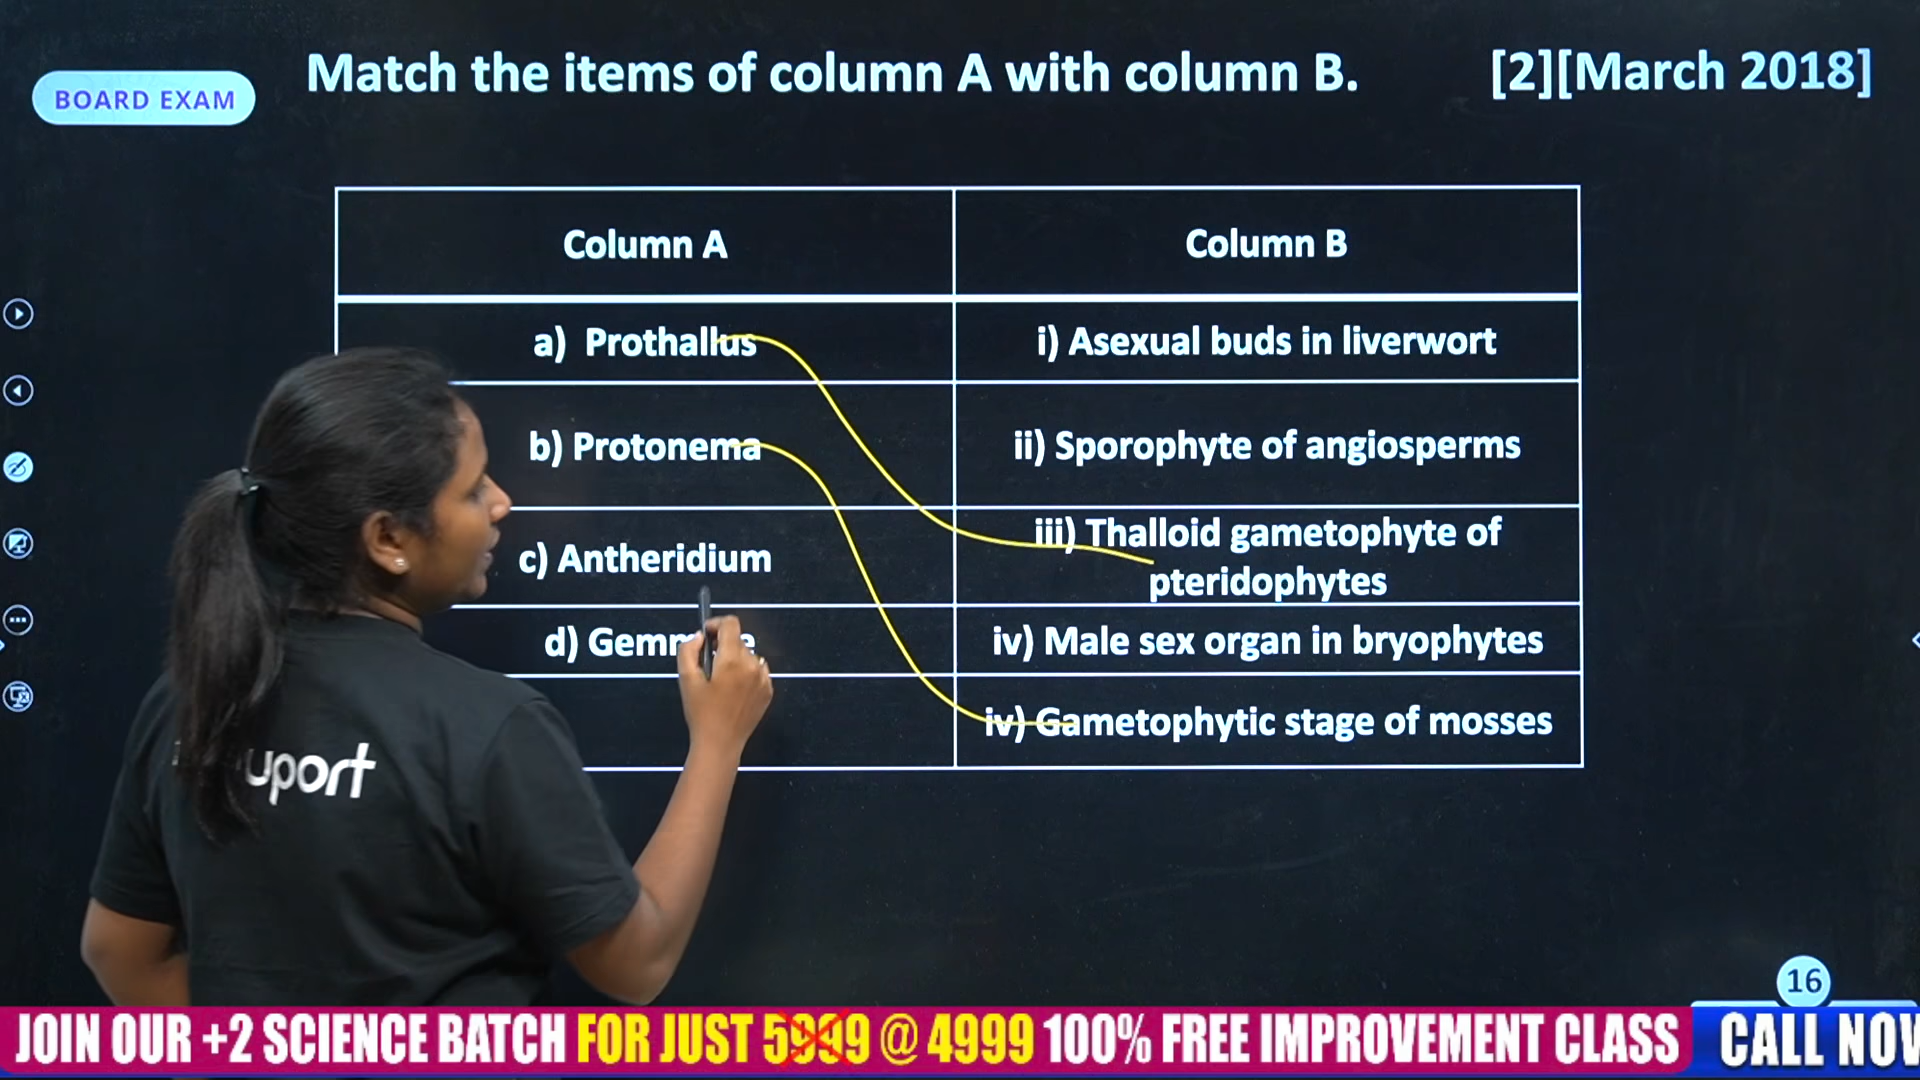 BOARD EXAM
Match the items of column A with column B.
[2][March 2018]
Column A
Column B
a) Prothallus
i) Asexual buds in liverwort
b) Protonema
ii) Sporophyte of angiosperms
c) Antheridium
iii) Thalloid gametophyte of
pteridophytes
d)
iv) Male sex organ in bryophytes
iv) Gametophytic stage of mosses
16
JOIN OUR +2 SCIENCE BATCH FOR JUST 5999 @ 4999 100% FREE IMPROVEMENT CLASS
CALL